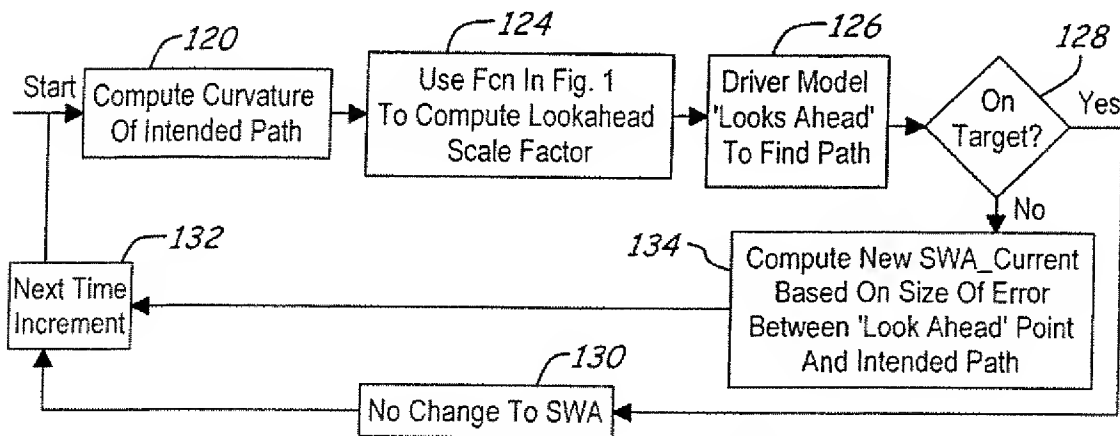 120
124
126
128
Start
Compute Curvature
Of Intended Path
Use Fcn In Fig. 1
To Compute Lookahead
Scale Factor
Driver Model
'Looks Ahead'
To Find Path
On
Target?
Yes
No
132
Next Time
Increment
134
Compute New SWA_Current
Based On Size Of Error
Between 'Look Ahead' Point
And Intended Path
130
No Change To SWA